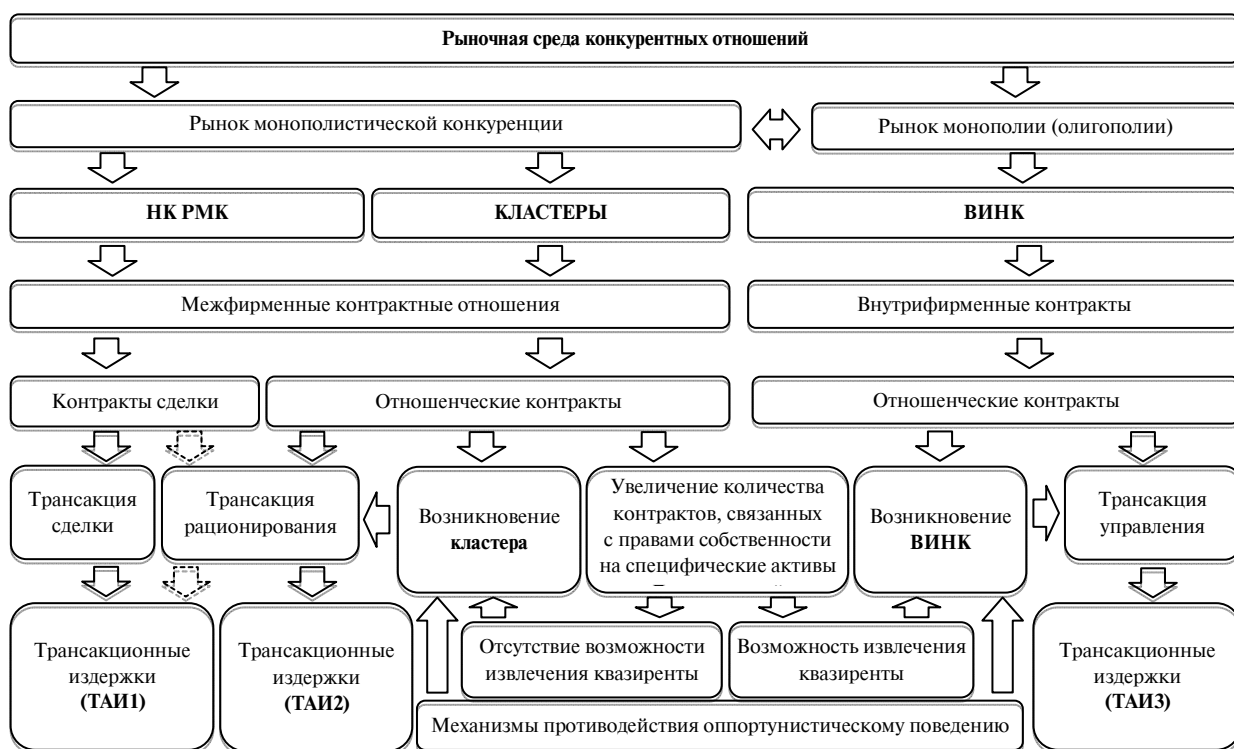 Рыночная среда конкурентных отношений
Рынок монополистической конкуренции
Рынок монополии (олигополии)
НК РМК
КЛАСТЕРЫ
ВИНК
Межфирменные контрактные отношения
Внутрифирменные контракты
Контракты сделки
Отношенческие контракты
Отношенческие контракты
Трансакция
сделки
Трансакция
рационирования
Возникновение
кластера
Увеличение количества
контрактов, связанных
с правами собственности
на специфические активы
Возникновение
ВИНК
Трансакция
управления
Трансакционные
издержки
(ТАИ1)
Трансакционные
издержки
(ТАИ2)
Отсутствие возможности
извлечения квазиренты
Возможность извлечения
квазиренты
Трансакционные
издержки
(ТАИ3)
Механизмы противодействия оппортунистическому поведению